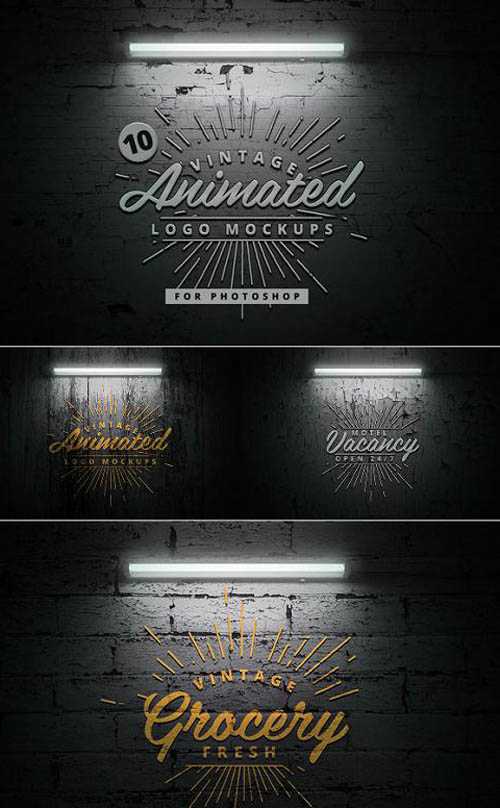 10
VINTAGE
Animated
LOGO MOCKUPS
FOR PHOTOSHOP
VINTAGE
Animated
LOGO MOCKUPS
MOTEL
Vacancy
OPEN 24/7
VINTAGE
Grocery
FRESH